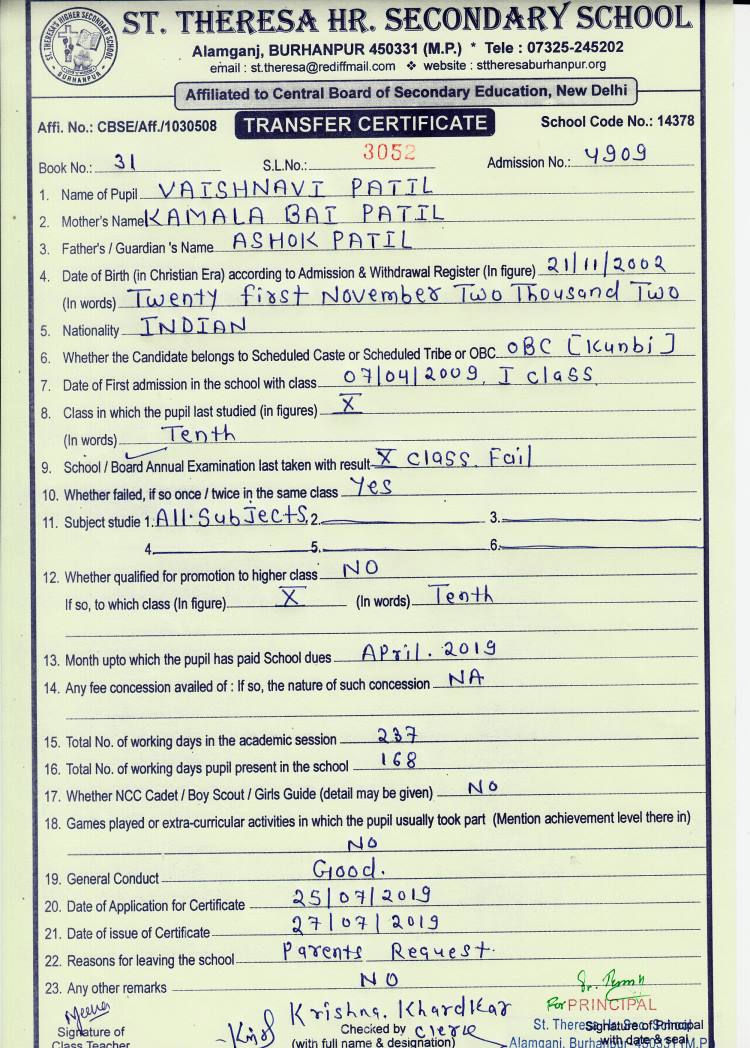 ST. THERESA'S HIGHER SECONDARY SCHOOL
BURHANPUR
ST. THERESA HR. SECONDARY SCHOOL
Alamganj, BURHANPUR 450331 (M.P.) * Tele : 07325-245202
email : st.theresa@rediffmail.com ❖ website : sttheresaburhanpur.org
Affiliated to Central Board of Secondary Education, New Delhi
Affi. No.: CBSE/Aff./1030508 TRANSFER CERTIFICATE School Code No.: 14378
Book No.: 31 S.L.No.: 3052 Admission No.: 4909
1. Name of Pupil VAISHNAVI PATIL
2. Mother's Name KAMALA BAI PATIL
3. Father's / Guardian 's Name ASHOK PATIL
4. Date of Birth (in Christian Era) according to Admission & Withdrawal Register (In figure) 21/11/2002
(In words) Twenty first November Two Thousand Two
5. Nationality INDIAN
6. Whether the Candidate belongs to Scheduled Caste or Scheduled Tribe or OBC. OBC [Kunbi]
7. Date of First admission in the school with class 07/04/2009, I class
8. Class in which the pupil last studied (in figures) X
(In words) Tenth
9. School / Board Annual Examination last taken with result X class. Fail
10. Whether failed, if so once / twice in the same class Yes
11. Subject studie 1. All.Subjects, 2. 3.
4. 5. 6.
12. Whether qualified for promotion to higher class NO
If so, to which class (In figure) X (In words) Tenth
13. Month upto which the pupil has paid School dues April. 2019
14. Any fee concession availed of : If so, the nature of such concession NA
15. Total No. of working days in the academic session 237
16. Total No. of working days pupil present in the school 168
17. Whether NCC Cadet / Boy Scout / Girls Guide (detail may be given) No
18. Games played or extra-curricular activities in which the pupil usually took part (Mention achievement level there in)
NO
19. General Conduct Good.
20. Date of Application for Certificate 25/07/2019
21. Date of issue of Certificate 27/07/2019
22. Reasons for leaving the school Parents Request.
23. Any other remarks NO
For PRINCIPAL
Krishna. Khardkar
Signature of Checked by Clerk St. Theresa Hr. Sec. School Signature of Principal
Class Teacher (with full name & designation) Alamganj, Burhanpur-450331 (M.P.) with date & seal